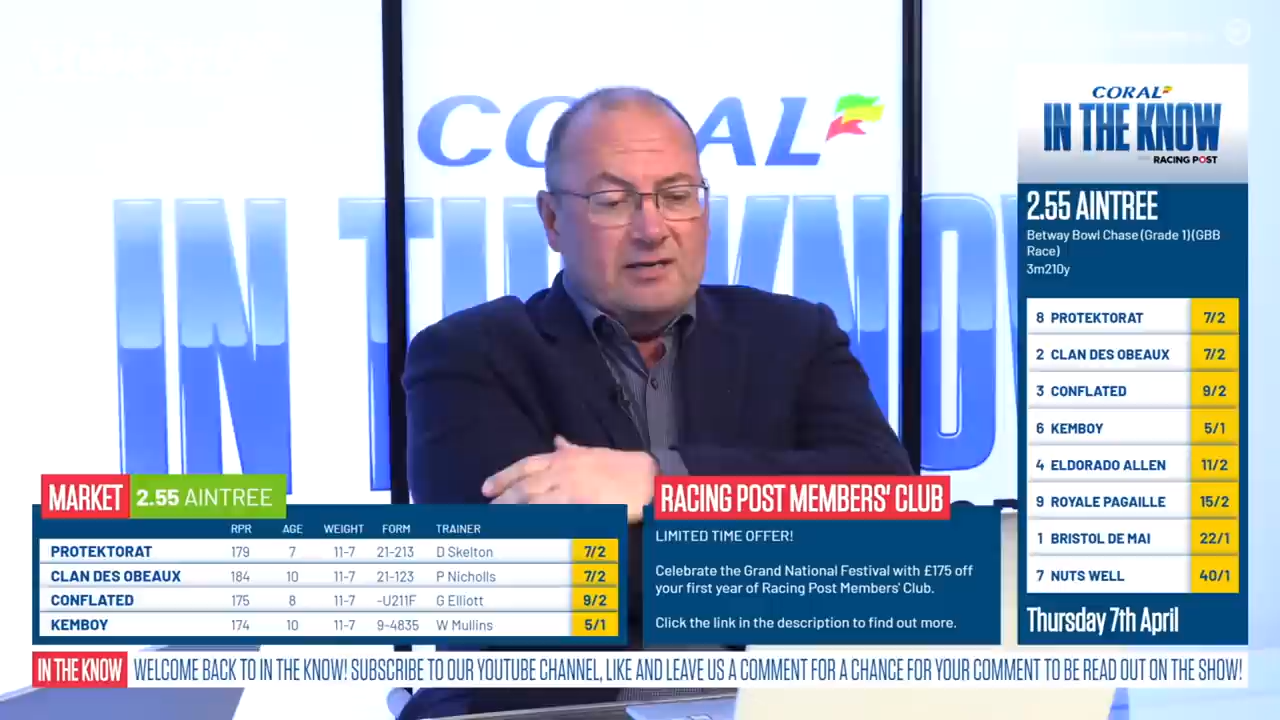 CORAL
IN THE KNOW
CORAL
IN THE KNOW
RACING POST
2.55 AINTREE
Betway Bowl Chase (Grade 1) (GBB
Race)
3m210y
8 PROTEKTORAT 7/2
2 CLAN DES OBEAUX 7/2
3 CONFLATED 9/2
6 KEMBOY 5/1
4 ELDORADO ALLEN 11/2
9 ROYALE PAGAILLE 15/2
1 BRISTOL DE MAI 22/1
7 NUTS WELL 40/1
Thursday 7th April
MARKET 2.55 AINTREE
RPR AGE WEIGHT FORM TRAINER
PROTEKTORAT 179 7 11-7 21-213 D Skelton 7/2
CLAN DES OBEAUX 184 10 11-7 21-123 P Nicholls 7/2
CONFLATED 175 8 11-7 -U211F G Elliott 9/2
KEMBOY 174 10 11-7 9-4835 W Mullins 5/1
RACING POST MEMBERS' CLUB
LIMITED TIME OFFER!
Celebrate the Grand National Festival with £175 off
your first year of Racing Post Members' Club.
Click the link in the description to find out more.
IN THE KNOW WELCOME BACK TO IN THE KNOW! SUBSCRIBE TO OUR YOUTUBE CHANNEL, LIKE AND LEAVE US A COMMENT FOR A CHANCE FOR YOUR COMMENT TO BE READ OUT ON THE SHOW!